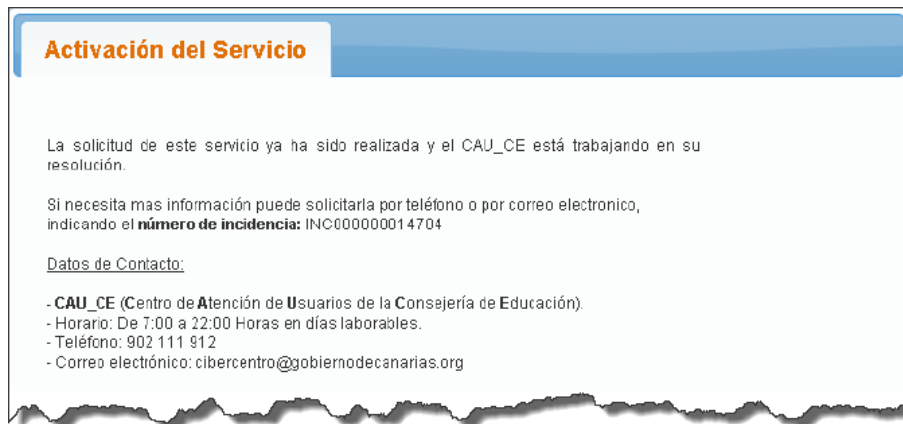 Activación del Servicio
La solicitud de este servicio ya ha sido realizada y el CAU_CE está trabajando en su
resolución.
Si necesita mas información puede solicitarla por teléfono o por correo electronico,
indicando el número de incidencia: INC000000014704
Datos de Contacto:
- CAU_CE (Centro de Atención de Usuarios de la Consejería de Educación).
- Horario: De 7:00 a 22:00 Horas en días laborables.
- Teléfono: 902 111 912
- Correo electrónico: cibercentro@gobiernodecanarias.org